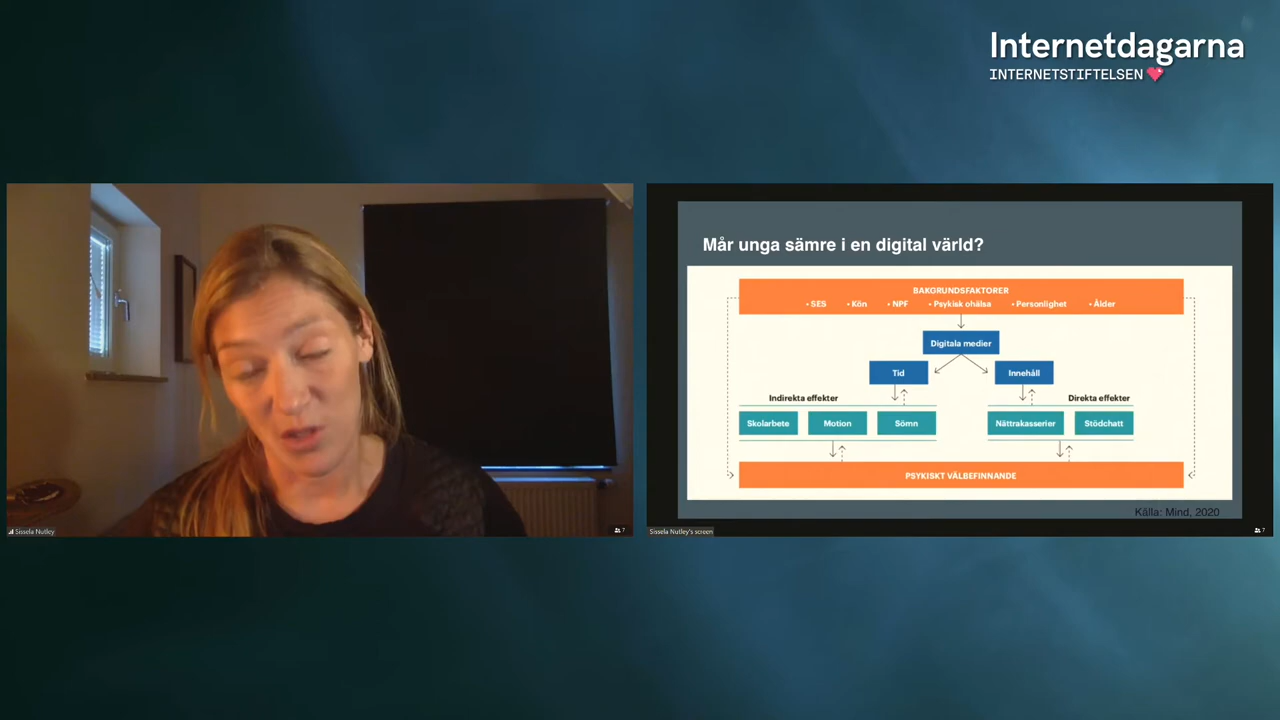 Internetdagarna
INTERNETSTIFTELSEN
Mår unga sämre i en digital värld?
BAKGRUNDSFAKTORER
• SES • Kön • NPF • Psykisk ohälsa • Personlighet • Ålder
Digitala medier
Tid
Innehåll
Indirekta effekter
Direkta effekter
Skolarbete
Motion
Sömn
Nättrakasserier
Stödchatt
PSYKISKT VÄLBEFINNANDE
Källa: Mind, 2020
Sissela Nutley
7
Sissela Nutley's screen
7